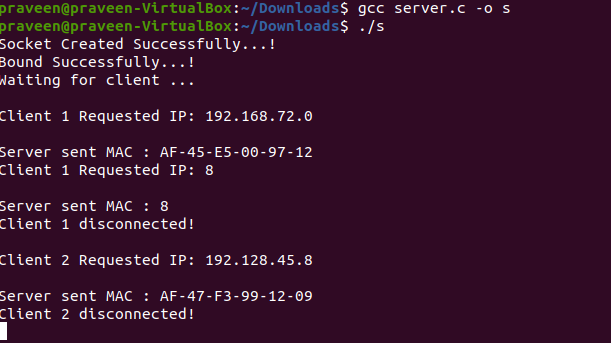 praveen@praveen-VirtualBox:~/Downloads$ gcc server.c -o s
praveen@praveen-VirtualBox:~/Downloads$ ./s
Socket Created Successfully...!
Bound Successfully...!
Waiting for client ...
Client 1 Requested IP: 192.168.72.0
Server sent MAC : AF-45-E5-00-97-12
Client 1 Requested IP: 8
Server sent MAC : 8
Client 1 disconnected!
Client 2 Requested IP: 192.128.45.8
Server sent MAC : AF-47-F3-99-12-09
Client 2 disconnected!